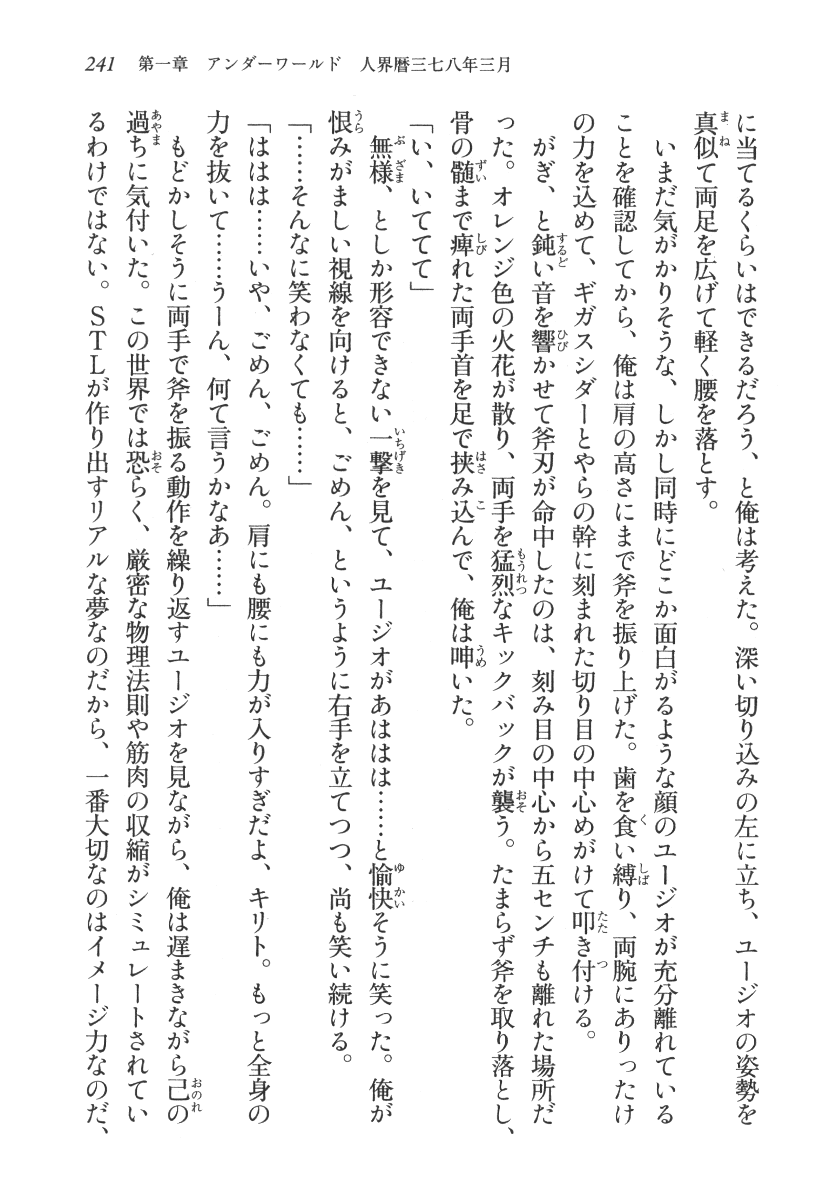 241　第一章　アンダーワールド　人界暦三七八年三月
に当てるくらいはできるだろう、と俺は考えた。深い切り込みの左に立ち、ユージオの姿勢を
真似て両足を広げて軽く腰を落とす。
　いまだ気がかりそうな、しかし同時にどこか面白がるような顔のユージオが充分離れている
ことを確認してから、俺は肩の高さにまで斧を振り上げた。歯を食い縛り、両腕にありったけ
の力を込めて、ギガスシダーとやらの幹に刻まれた切り目の中心めがけて叩き付ける。
　がぎ、と鈍い音を響かせて斧刃が命中したのは、刻み目の中心から五センチも離れた場所だ
った。オレンジ色の火花が散り、両手を猛烈なキックバックが襲う。たまらず斧を取り落とし、
骨の髄まで痺れた両手首を足で挟み込んで、俺は呻いた。
「い、いててて」
　無様、としか形容できない一撃を見て、ユージオがあははは……と愉快そうに笑った。俺が
恨みがましい視線を向けると、ごめん、というように右手を立てつつ、尚も笑い続ける。
「……そんなに笑わなくても……」
「ははは……いや、ごめん、ごめん。肩にも腰にも力が入りすぎだよ、キリト。もっと全身の
力を抜いて……うーん、何て言うかなあ……」
　もどかしそうに両手で斧を振る動作を繰り返すユージオを見ながら、俺は遅まきながら己の
過ちに気付いた。この世界では恐らく、厳密な物理法則や筋肉の収縮がシミュレートされてい
るわけではない。ＳＴＬが作り出すリアルな夢なのだから、一番大切なのはイメージ力なのだ、